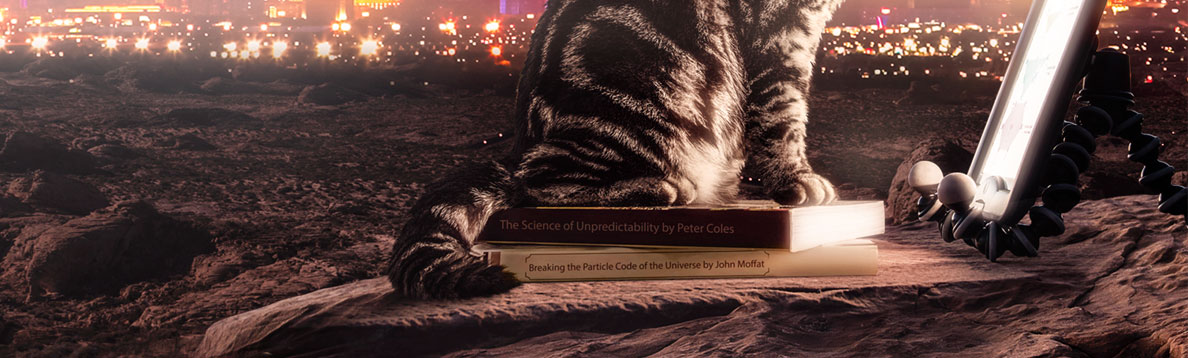 The Science of Unpredictability by Peter Coles
Breaking the Particle Code of the Universe by John Moffat